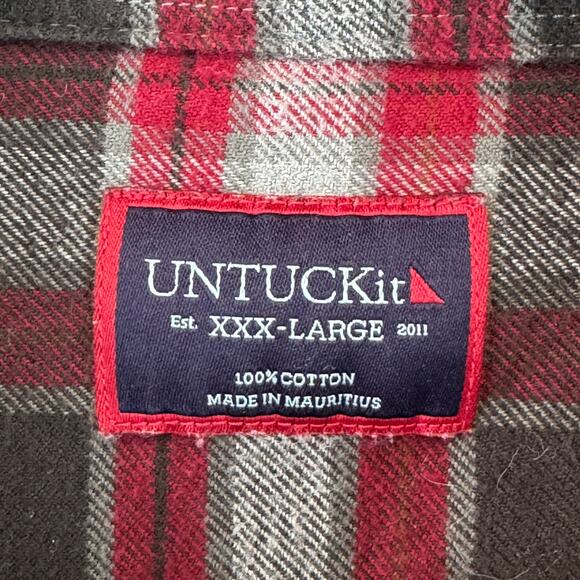 UNTUCKit
Est. XXX-LARGE 2011
100% COTTON
MADE IN MAURITIUS